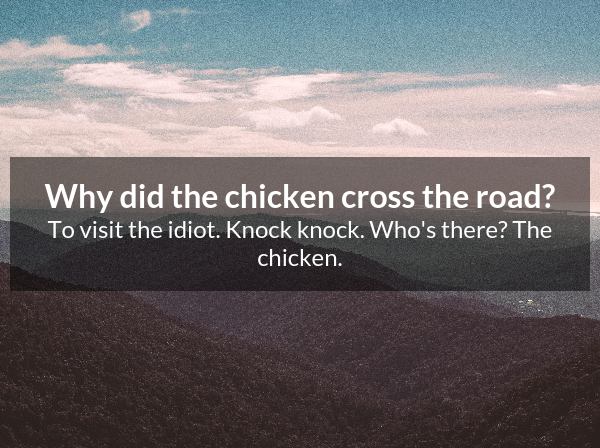 Why did the chicken cross the road?
To visit the idiot. Knock knock. Who's there? The
chicken.